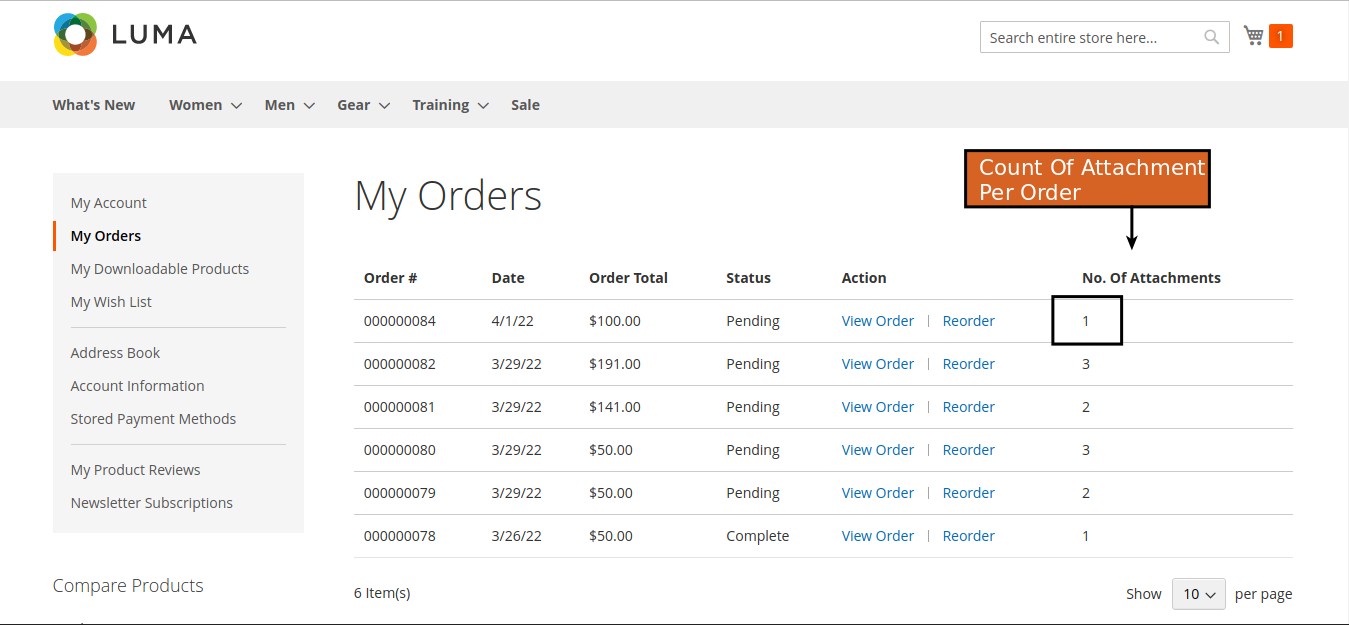 LUMA
Search entire store here...
1
What's New Women Men Gear Training Sale
Count Of Attachment
Per Order
My Account
My Orders
My Downloadable Products
My Wish List
Address Book
Account Information
Stored Payment Methods
My Product Reviews
Newsletter Subscriptions
Compare Products
My Orders
Order # Date Order Total Status Action No. Of Attachments
000000084 4/1/22 $100.00 Pending View Order | Reorder 1
000000082 3/29/22 $191.00 Pending View Order | Reorder 3
000000081 3/29/22 $141.00 Pending View Order | Reorder 2
000000080 3/29/22 $50.00 Pending View Order | Reorder 3
000000079 3/29/22 $50.00 Pending View Order | Reorder 2
000000078 3/26/22 $50.00 Complete View Order | Reorder 1
6 Item(s)
Show 10 per page